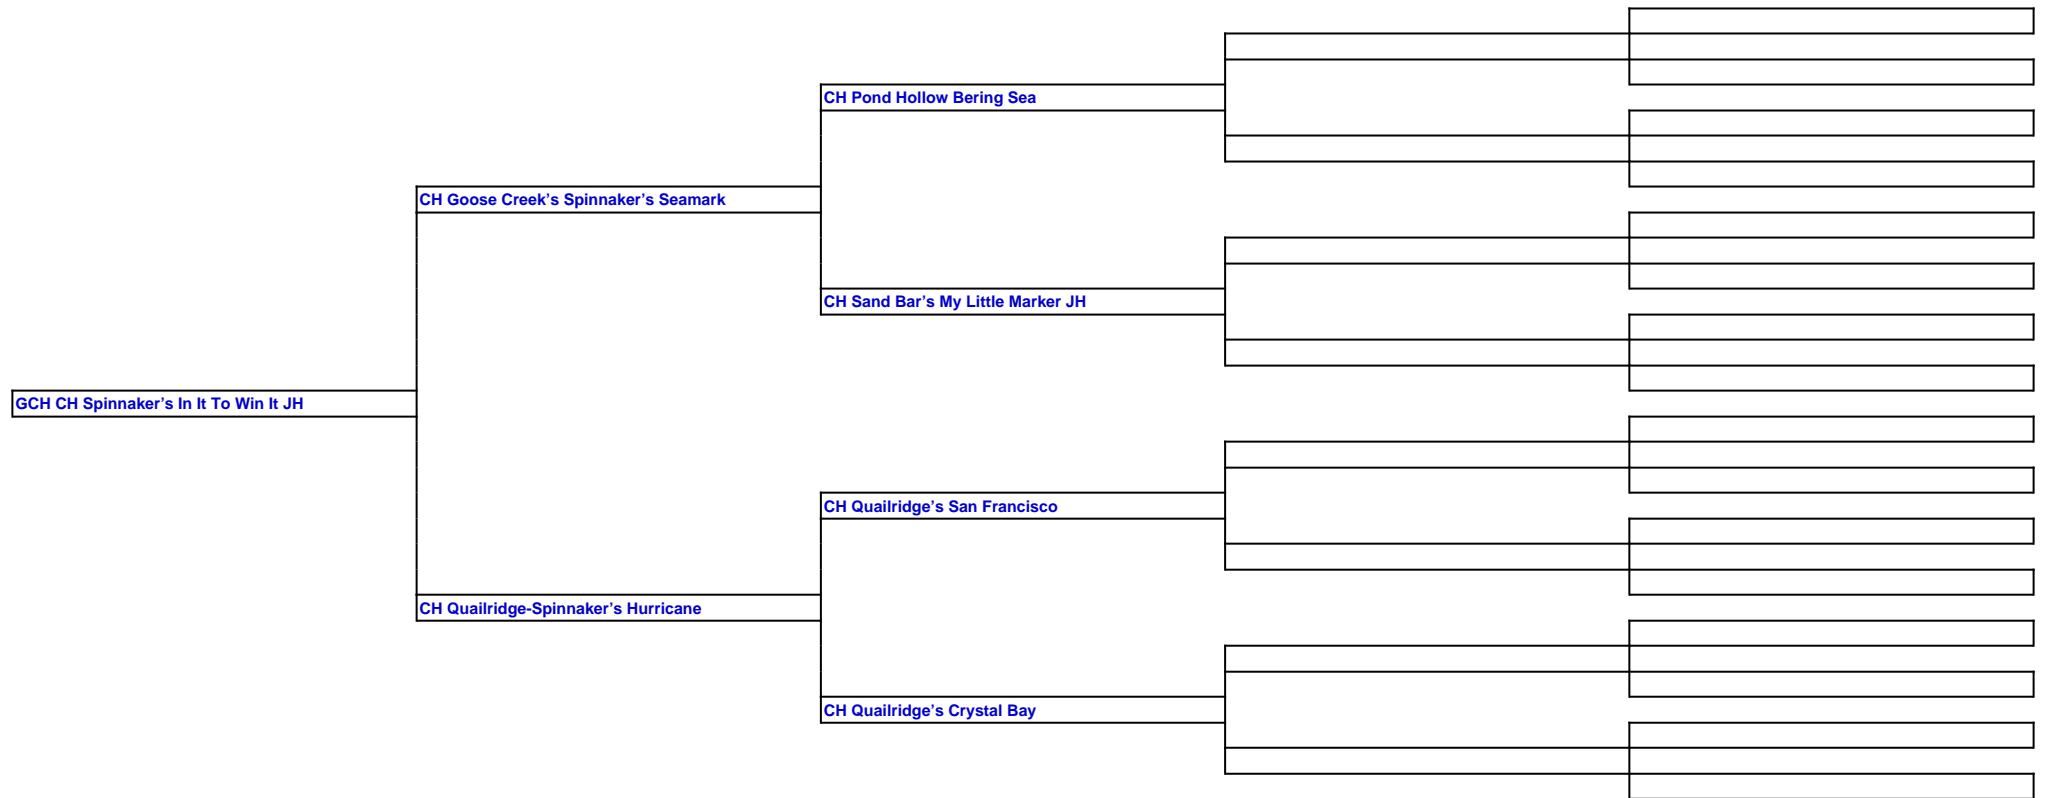 CH Pond Hollow Bering Sea
CH Goose Creek’s Spinnaker’s Seamark
CH Sand Bar’s My Little Marker JH
GCH CH Spinnaker’s In It To Win It JH
CH Quailridge’s San Francisco
CH Quailridge-Spinnaker’s Hurricane
CH Quailridge’s Crystal Bay